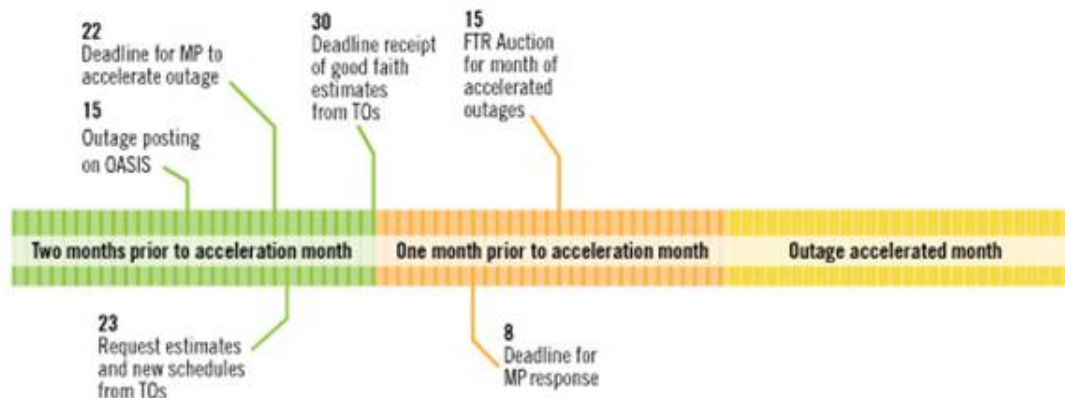 22
Deadline for MP to
accelerate outage
15
Outage posting
on OASIS
30
Deadline receipt
of good faith
estimates
from TOs
15
FTR Auction
for month of
accelerated
outages
Two months prior to acceleration month
One month prior to acceleration month
Outage accelerated month
23
Request estimates
and new schedules
from TOs
8
Deadline for
MP response